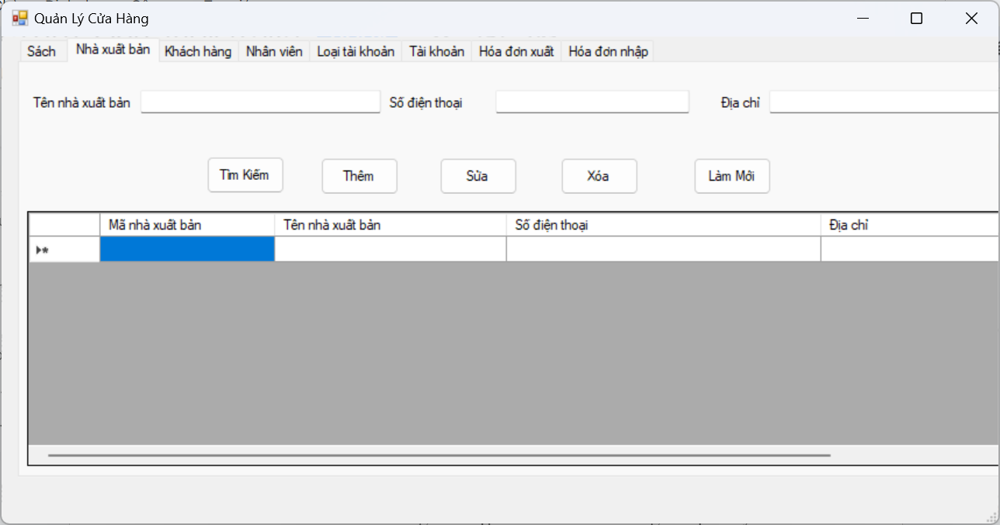 Quản Lý Cửa Hàng
Sách Nhà xuất bản Khách hàng Nhân viên Loại tài khoản Tài khoản Hóa đơn xuất Hóa đơn nhập
Tên nhà xuất bản Số điện thoại Địa chỉ
Tìm Kiếm Thêm Sửa Xóa Làm Mới
Mã nhà xuất bản Tên nhà xuất bản Số điện thoại Địa chỉ